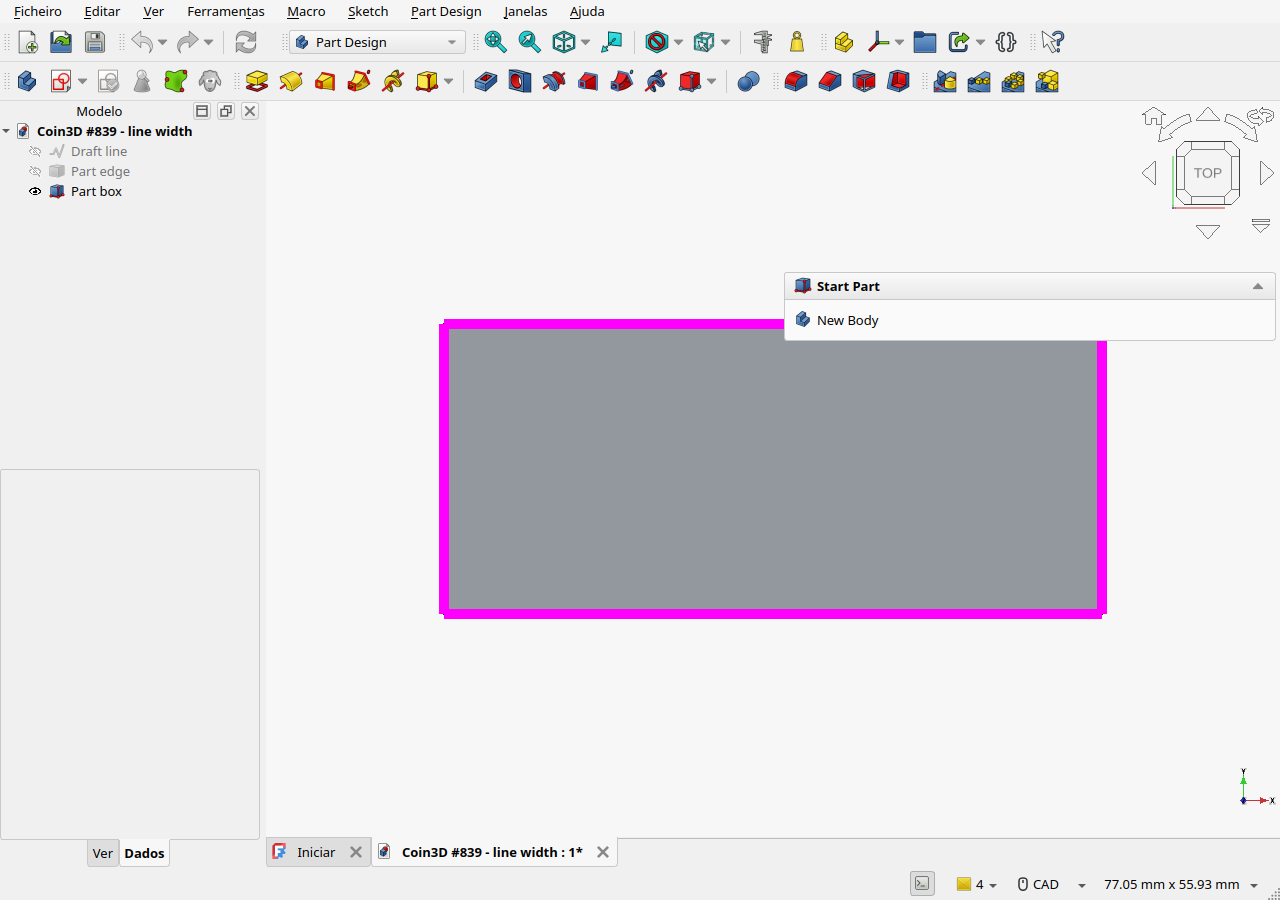 Ficheiro Editar Ver Ferramentas Macro Sketch Part Design Janelas Ajuda
Part Design
Modelo
Coin3D #839 - line width
Draft line
Part edge
Part box
TOP
Start Part
New Body
Y
X
Ver Dados
Iniciar
Coin3D #839 - line width : 1*
4
CAD
77.05 mm x 55.93 mm